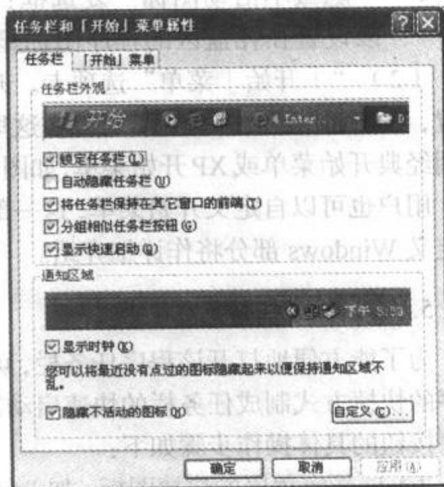 任务栏和「开始」菜单属性
任务栏 「开始」菜单
任务栏外观
开始 4 Inter... D
锁定任务栏(L)
自动隐藏任务栏(U)
将任务栏保持在其它窗口的前端(T)
分组相似任务栏按钮(G)
显示快速启动(Q)
通知区域
下午 5:53
显示时钟(K)
您可以将最近没有点过的图标隐藏起来以便保持通知区域不
乱。
隐藏不活动的图标(H) 自定义(C)...
确定 取消 应用(A)